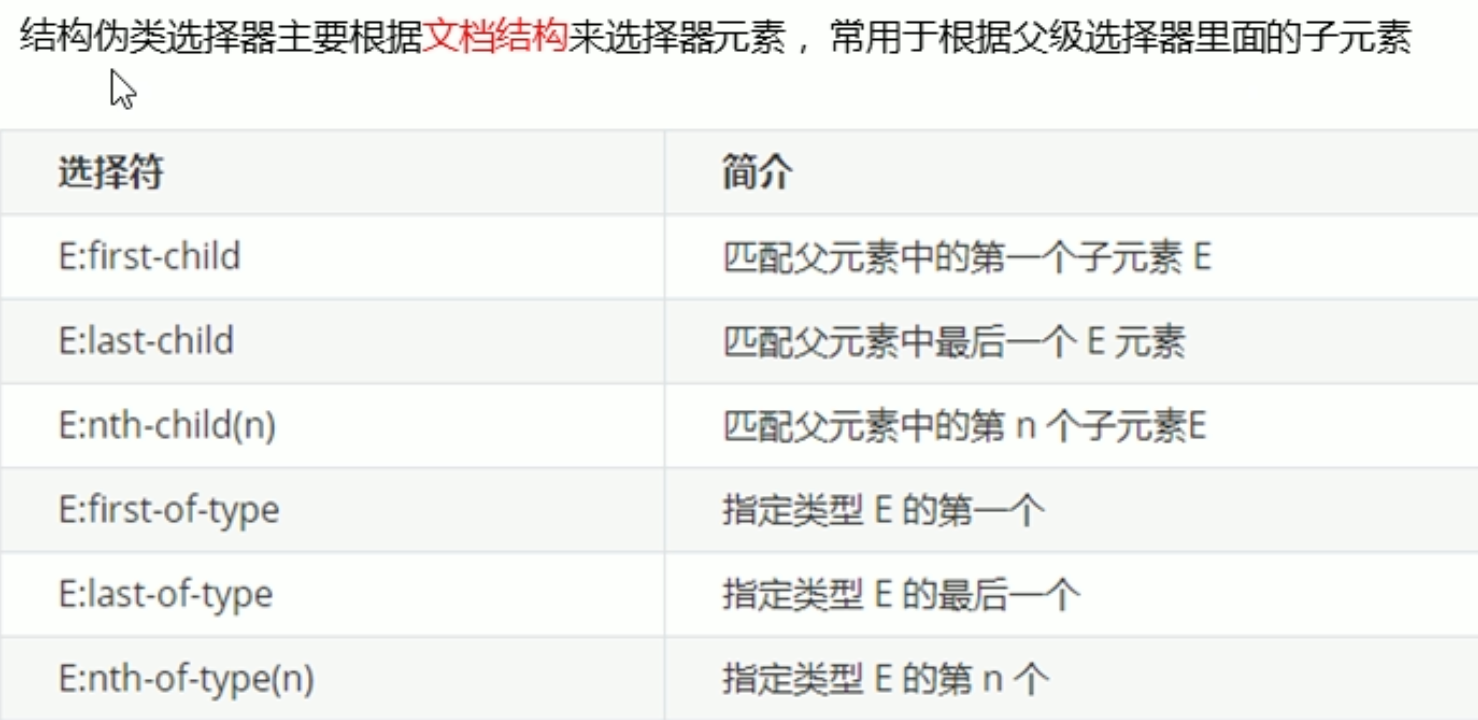 结构伪类选择器主要根据文档结构来选择器元素，常用于根据父级选择器里面的子元素
选择符 简介
E:first-child 匹配父元素中的第一个子元素 E
E:last-child 匹配父元素中最后一个 E 元素
E:nth-child(n) 匹配父元素中的第 n 个子元素E
E:first-of-type 指定类型 E 的第一个
E:last-of-type 指定类型 E 的最后一个
E:nth-of-type(n) 指定类型 E 的第 n 个